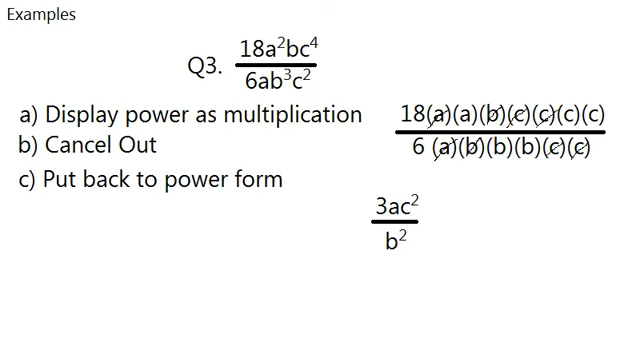 Examples
Q3. 18a²bc⁴
6ab³c²
a) Display power as multiplication
18(a)(a)(b)(c)(c)(c)(c)
b) Cancel Out
6 (a)(b)(b)(b)(c)(c)
c) Put back to power form
3ac²
b²